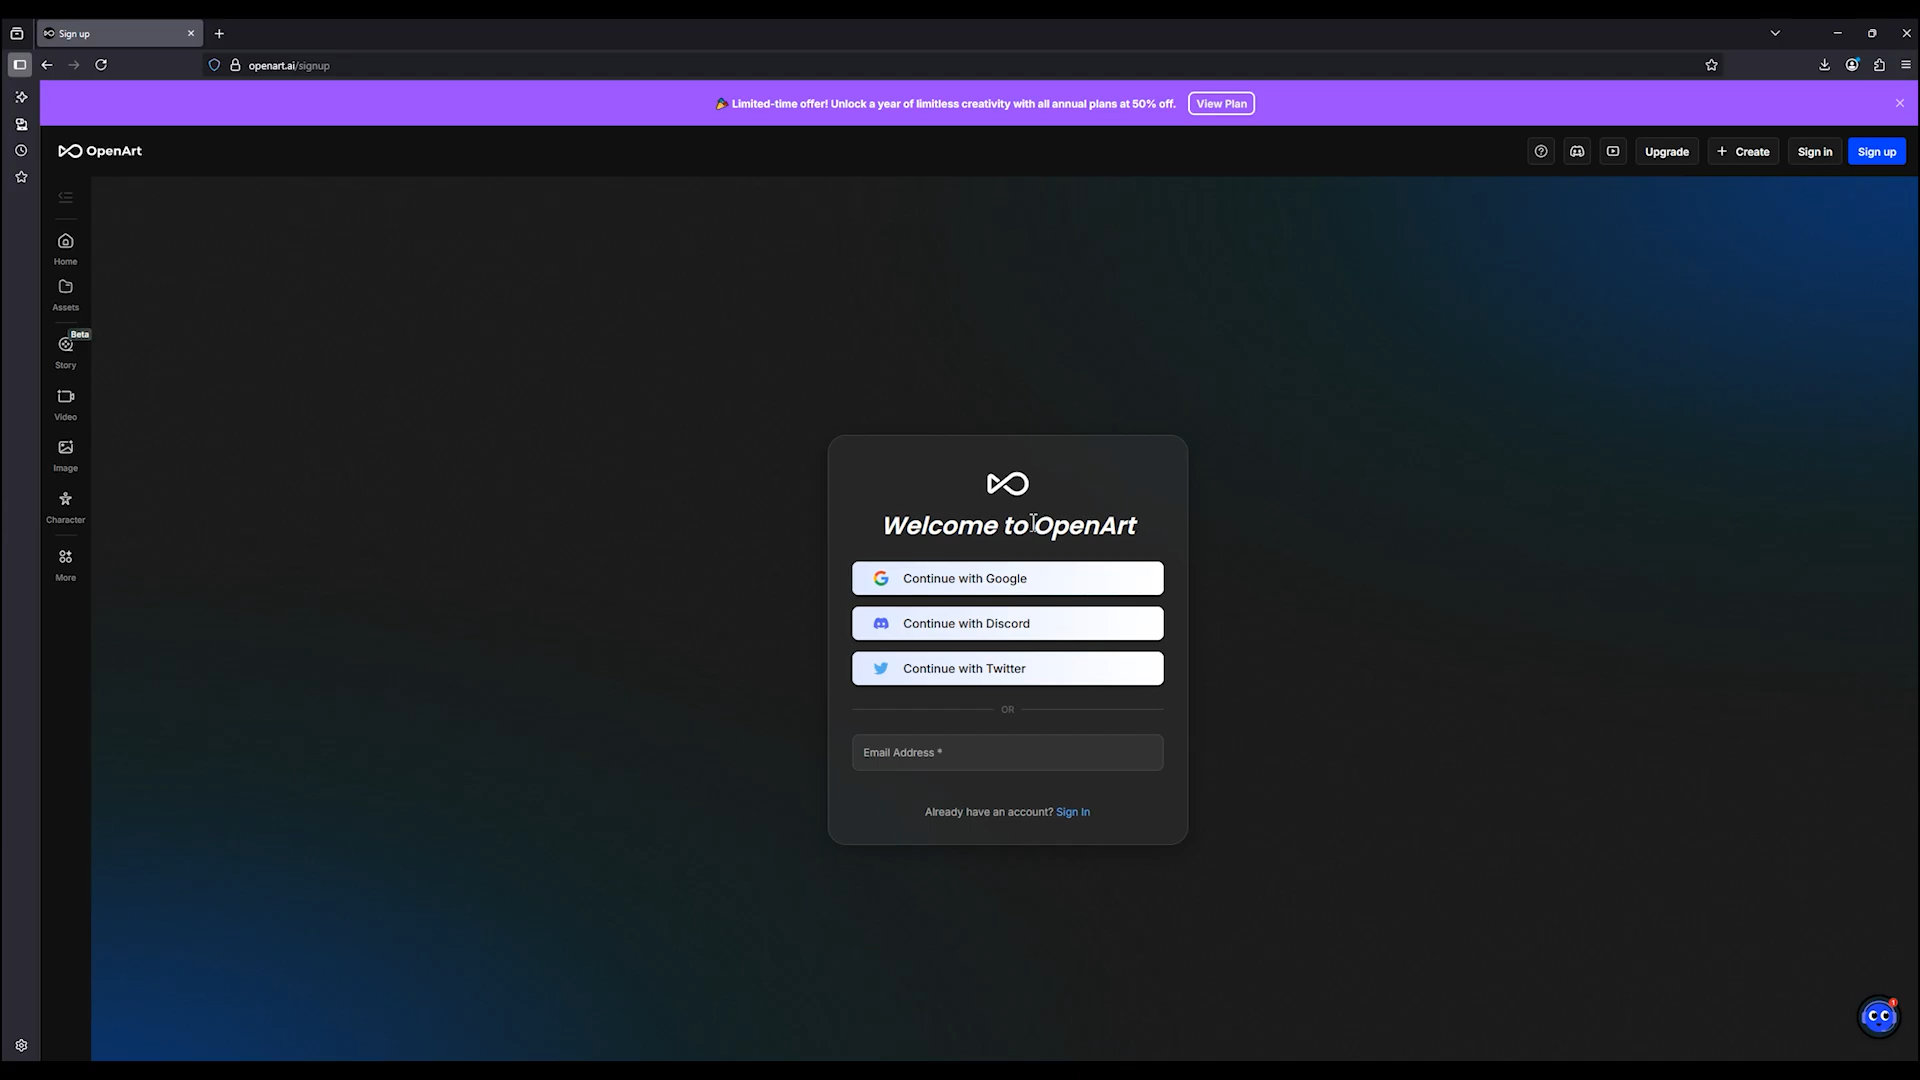 Sign up
openart.ai/signup
Limited-time offer! Unlock a year of limitless creativity with all annual plans at 50% off.
View Plan
OpenArt
Upgrade
+ Create
Sign in
Sign up
Home
Assets
Beta
Story
Video
Image
Character
More
Welcome to OpenArt
Continue with Google
Continue with Discord
Continue with Twitter
OR
Email Address *
Already have an account? Sign In
1